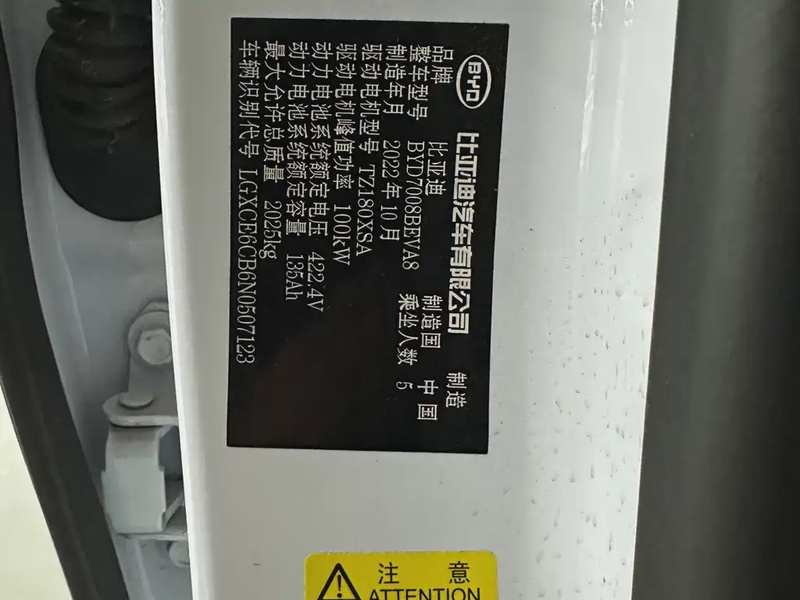 BYD 比亚迪汽车有限公司 制造
品牌 比亚迪 制造国 中国
整车型号 BYD7008BEVA8 乘坐人数 5
制造年月 2022年10月
驱动电机型号 TZ180XSA
驱动电机峰值功率 100kW
动力电池系统额定电压 422.4V
动力电池系统额定容量 135Ah
最大允许总质量 2025kg
车辆识别代号 LGXCE6CB6N0507123
注意
ATTENTION